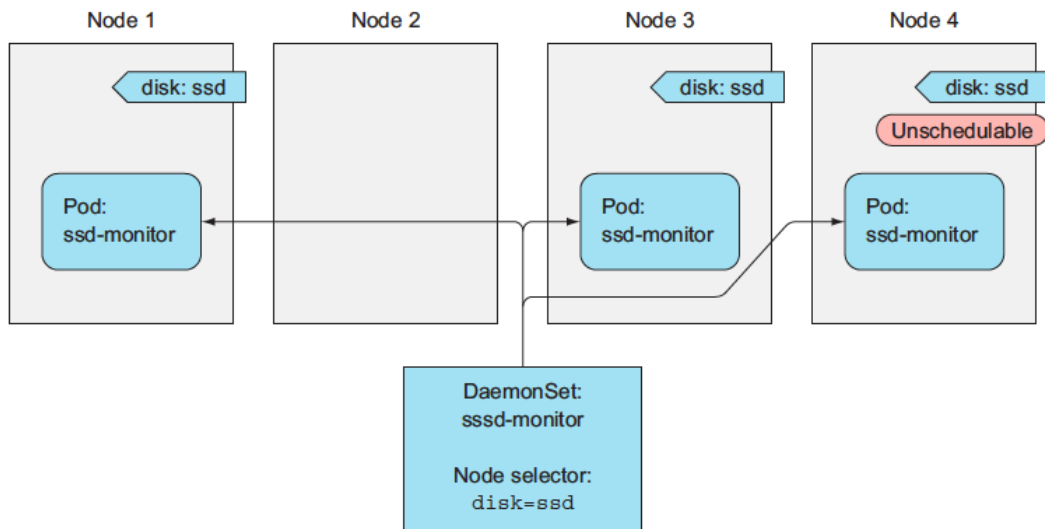 Node 1
Node 2
Node 3
Node 4
disk: ssd
disk: ssd
disk: ssd
Unschedulable
Pod:
ssd-monitor
Pod:
ssd-monitor
Pod:
ssd-monitor
DaemonSet:
sssd-monitor
Node selector:
disk=ssd